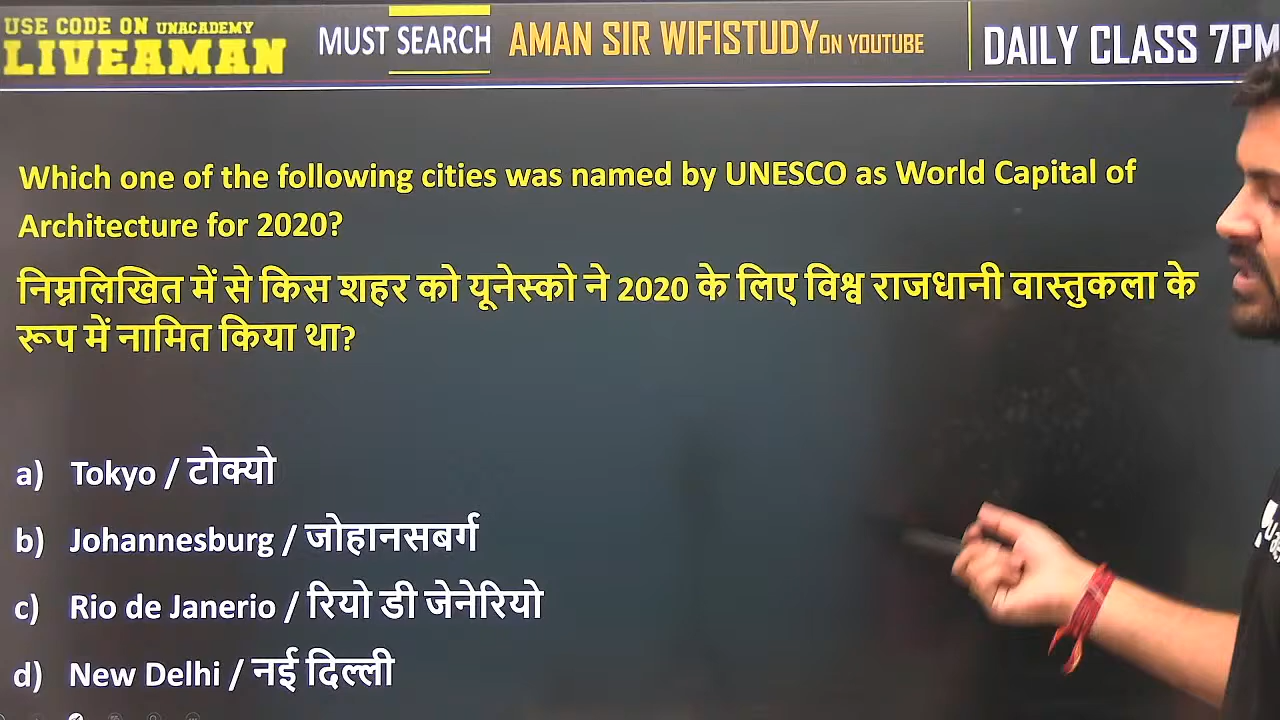 USE CODE ON UNACADEMY
LIVEAMAN
MUST SEARCH AMAN SIR WIFISTUDY ON YOUTUBE
DAILY CLASS 7PM
Which one of the following cities was named by UNESCO as World Capital of
Architecture for 2020?
निम्नलिखित में से किस शहर को यूनेस्को ने 2020 के लिए विश्व राजधानी वास्तुकला के
रूप में नामित किया था?
a) Tokyo / टोक्यो
b) Johannesburg / जोहानसबर्ग
c) Rio de Janerio / रियो डी जेनेरियो
d) New Delhi / नई दिल्ली